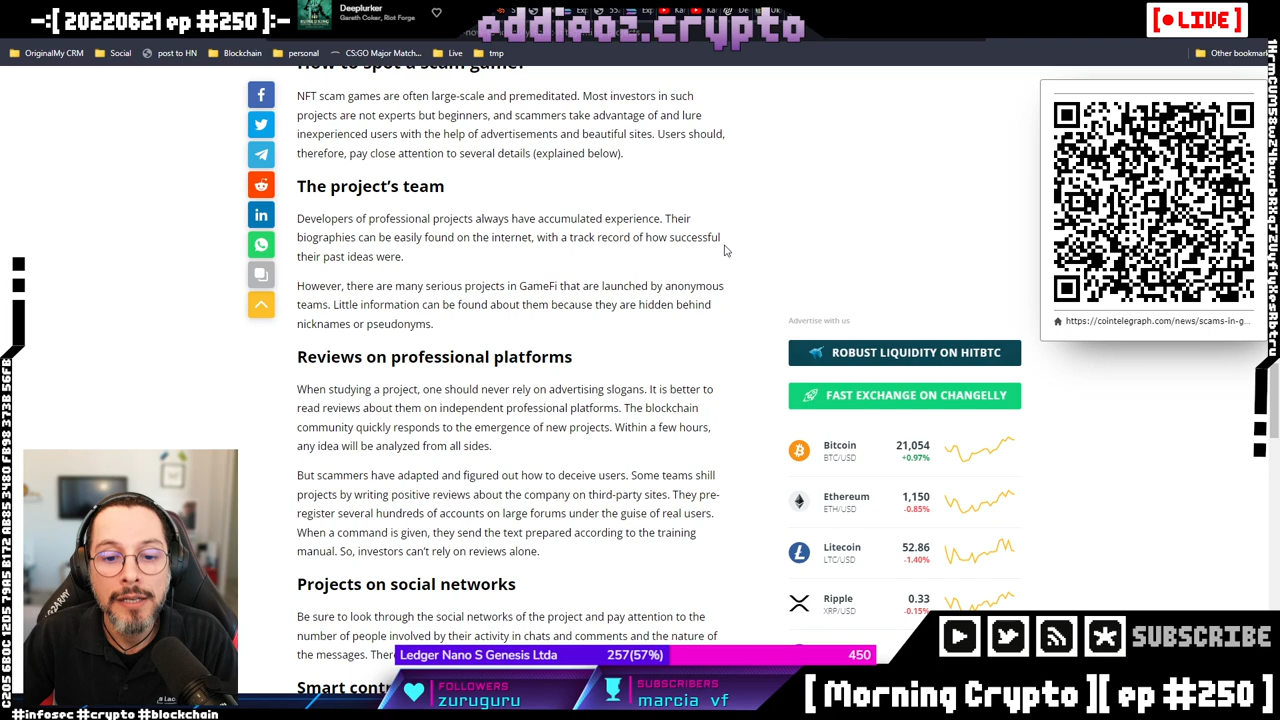 -:[ 20220621 ep #250 ]:-
Deeplurker
Gareth Coker, Riot Forge
eddieoz.crypto
[● LIVE]
OriginalMy CRM
Social
post to HN
Blockchain
personal
CS:GO Major Match...
Live
tmp
Other bookmar
How to spot a scam game?
NFT scam games are often large-scale and premeditated. Most investors in such
projects are not experts but beginners, and scammers take advantage of and lure
inexperienced users with the help of advertisements and beautiful sites. Users should,
therefore, pay close attention to several details (explained below).
The project's team
Developers of professional projects always have accumulated experience. Their
biographies can be easily found on the internet, with a track record of how successful
their past ideas were.
However, there are many serious projects in GameFi that are launched by anonymous
teams. Little information can be found about them because they are hidden behind
nicknames or pseudonyms.
Reviews on professional platforms
When studying a project, one should never rely on advertising slogans. It is better to
read reviews about them on independent professional platforms. The blockchain
community quickly responds to the emergence of new projects. Within a few hours,
any idea will be analyzed from all sides.
But scammers have adapted and figured out how to deceive users. Some teams shill
projects by writing positive reviews about the company on third-party sites. They pre-
register several hundreds of accounts on large forums under the guise of real users.
When a command is given, they send the text prepared according to the training
manual. So, investors can't rely on reviews alone.
Projects on social networks
Be sure to look through the social networks of the project and pay attention to the
number of people involved by their activity in chats and comments and the nature of
the messages.
https://cointelegraph.com/news/scams-in-g...
Advertise with us
ROBUST LIQUIDITY ON HITBTC
FAST EXCHANGE ON CHANGELLY
Bitcoin 21,054
BTC/USD +0.97%
Ethereum 1,150
ETH/USD -0.85%
Litecoin 52.86
LTC/USD -1.40%
Ripple 0.33
XRP/USD -0.15%
Ledger Nano S Genesis Ltda 257(57%) 450
FOLLOWERS
zuruguru
SUBSCRIBERS
marcia vf
SUBSCRIBE
[ Morning Crypto ][ ep #250 ]
#infosec #crypto #blockchain